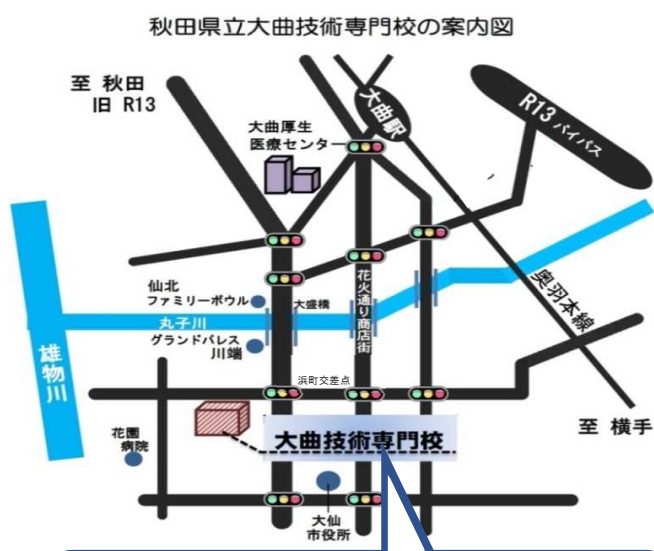 秋田県立大曲技術専門校の案内図
至 秋田
旧 R13
大曲厚生
医療センター
大曲駅
R13 バイパス
仙北
ファミリーボウル
大盛橋
花火通り商店街
奥羽本線
丸子川
グランドパレス
川端
雄物川
浜町交差点
至 横手
花園
病院
大曲技術専門校
大仙
市役所